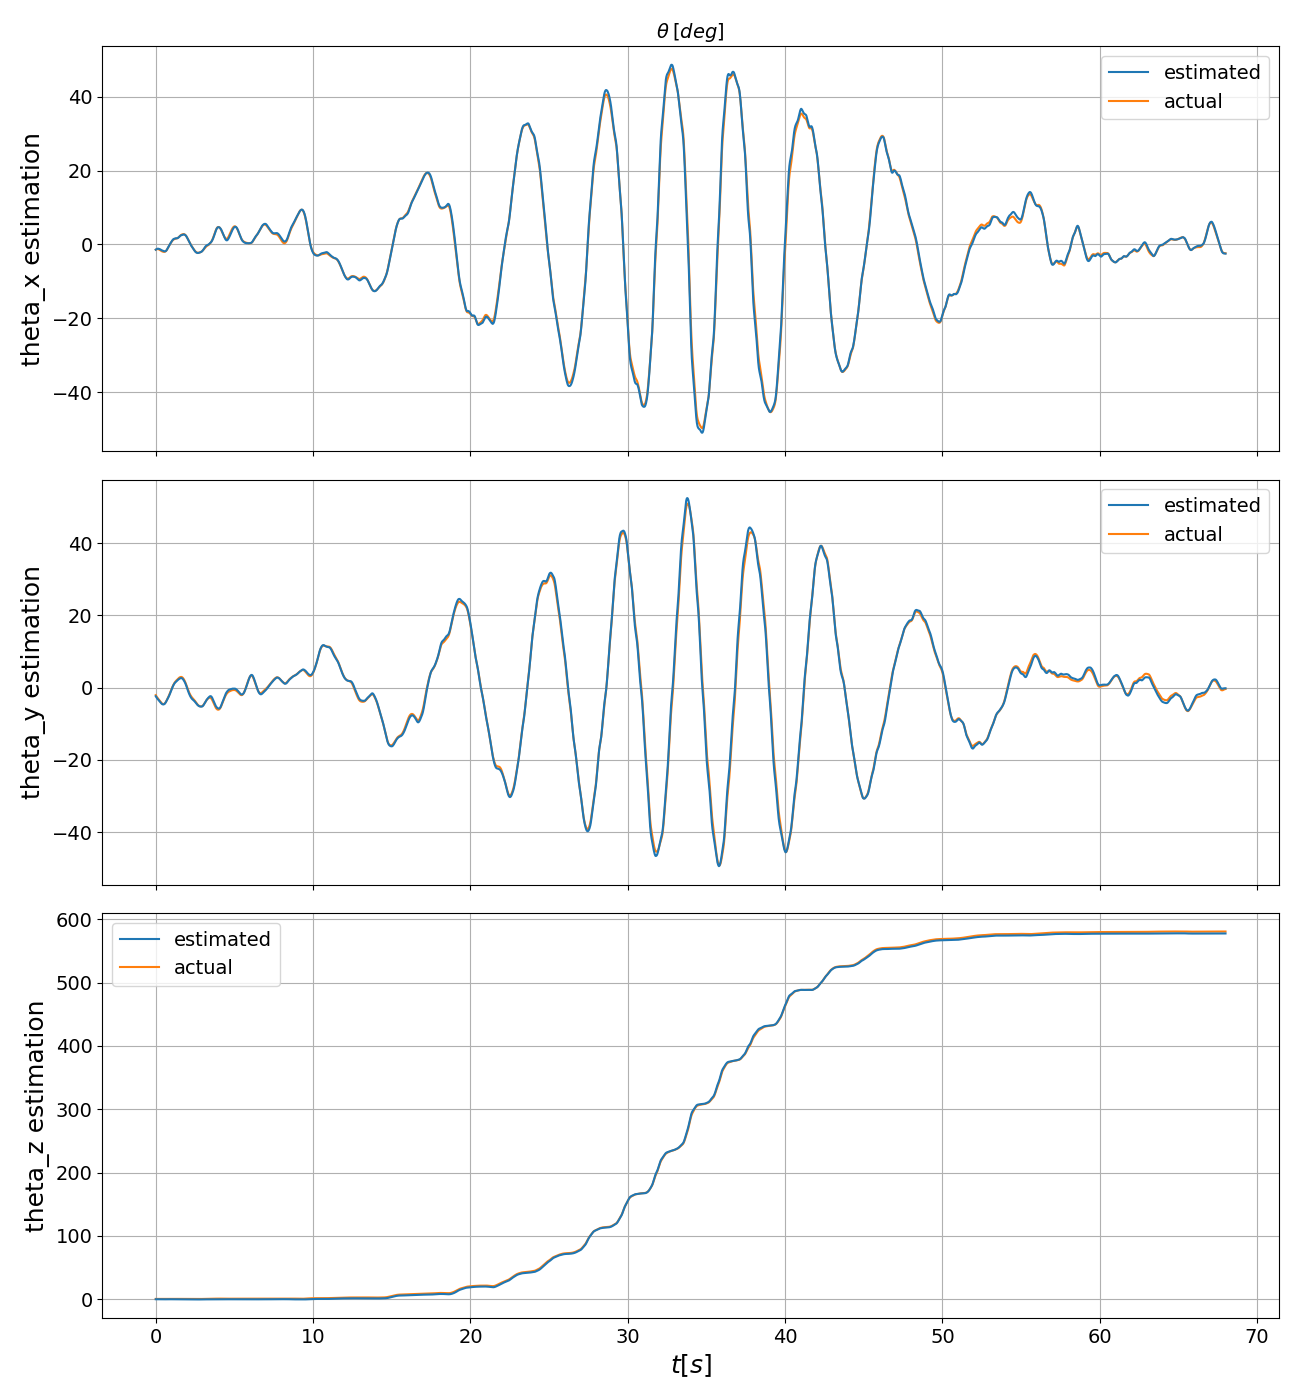 θ [deg]
theta_x estimation
40
20
0
−20
−40
estimated
actual
theta_y estimation
40
20
0
−20
−40
estimated
actual
theta_z estimation
600
500
400
300
200
100
0
estimated
actual
0 10 20 30 40 50 60 70
t[s]